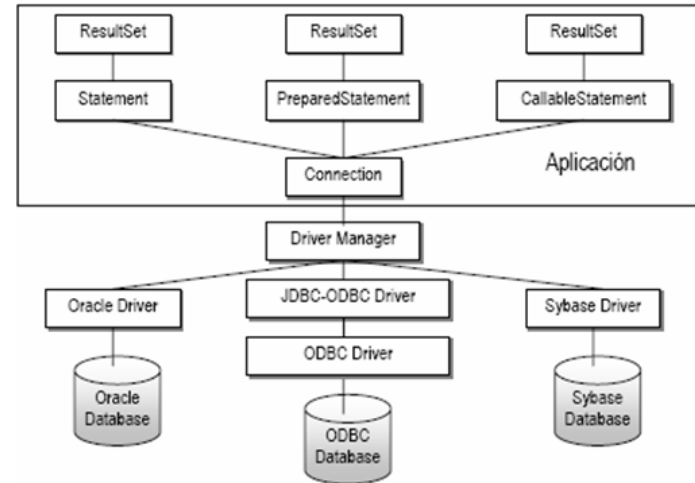 ResultSet
ResultSet
ResultSet
Statement
PreparedStatement
CallableStatement
Aplicación
Connection
Driver Manager
Oracle Driver
JDBC-ODBC Driver
Sybase Driver
ODBC Driver
Oracle
Database
ODBC
Database
Sybase
Database